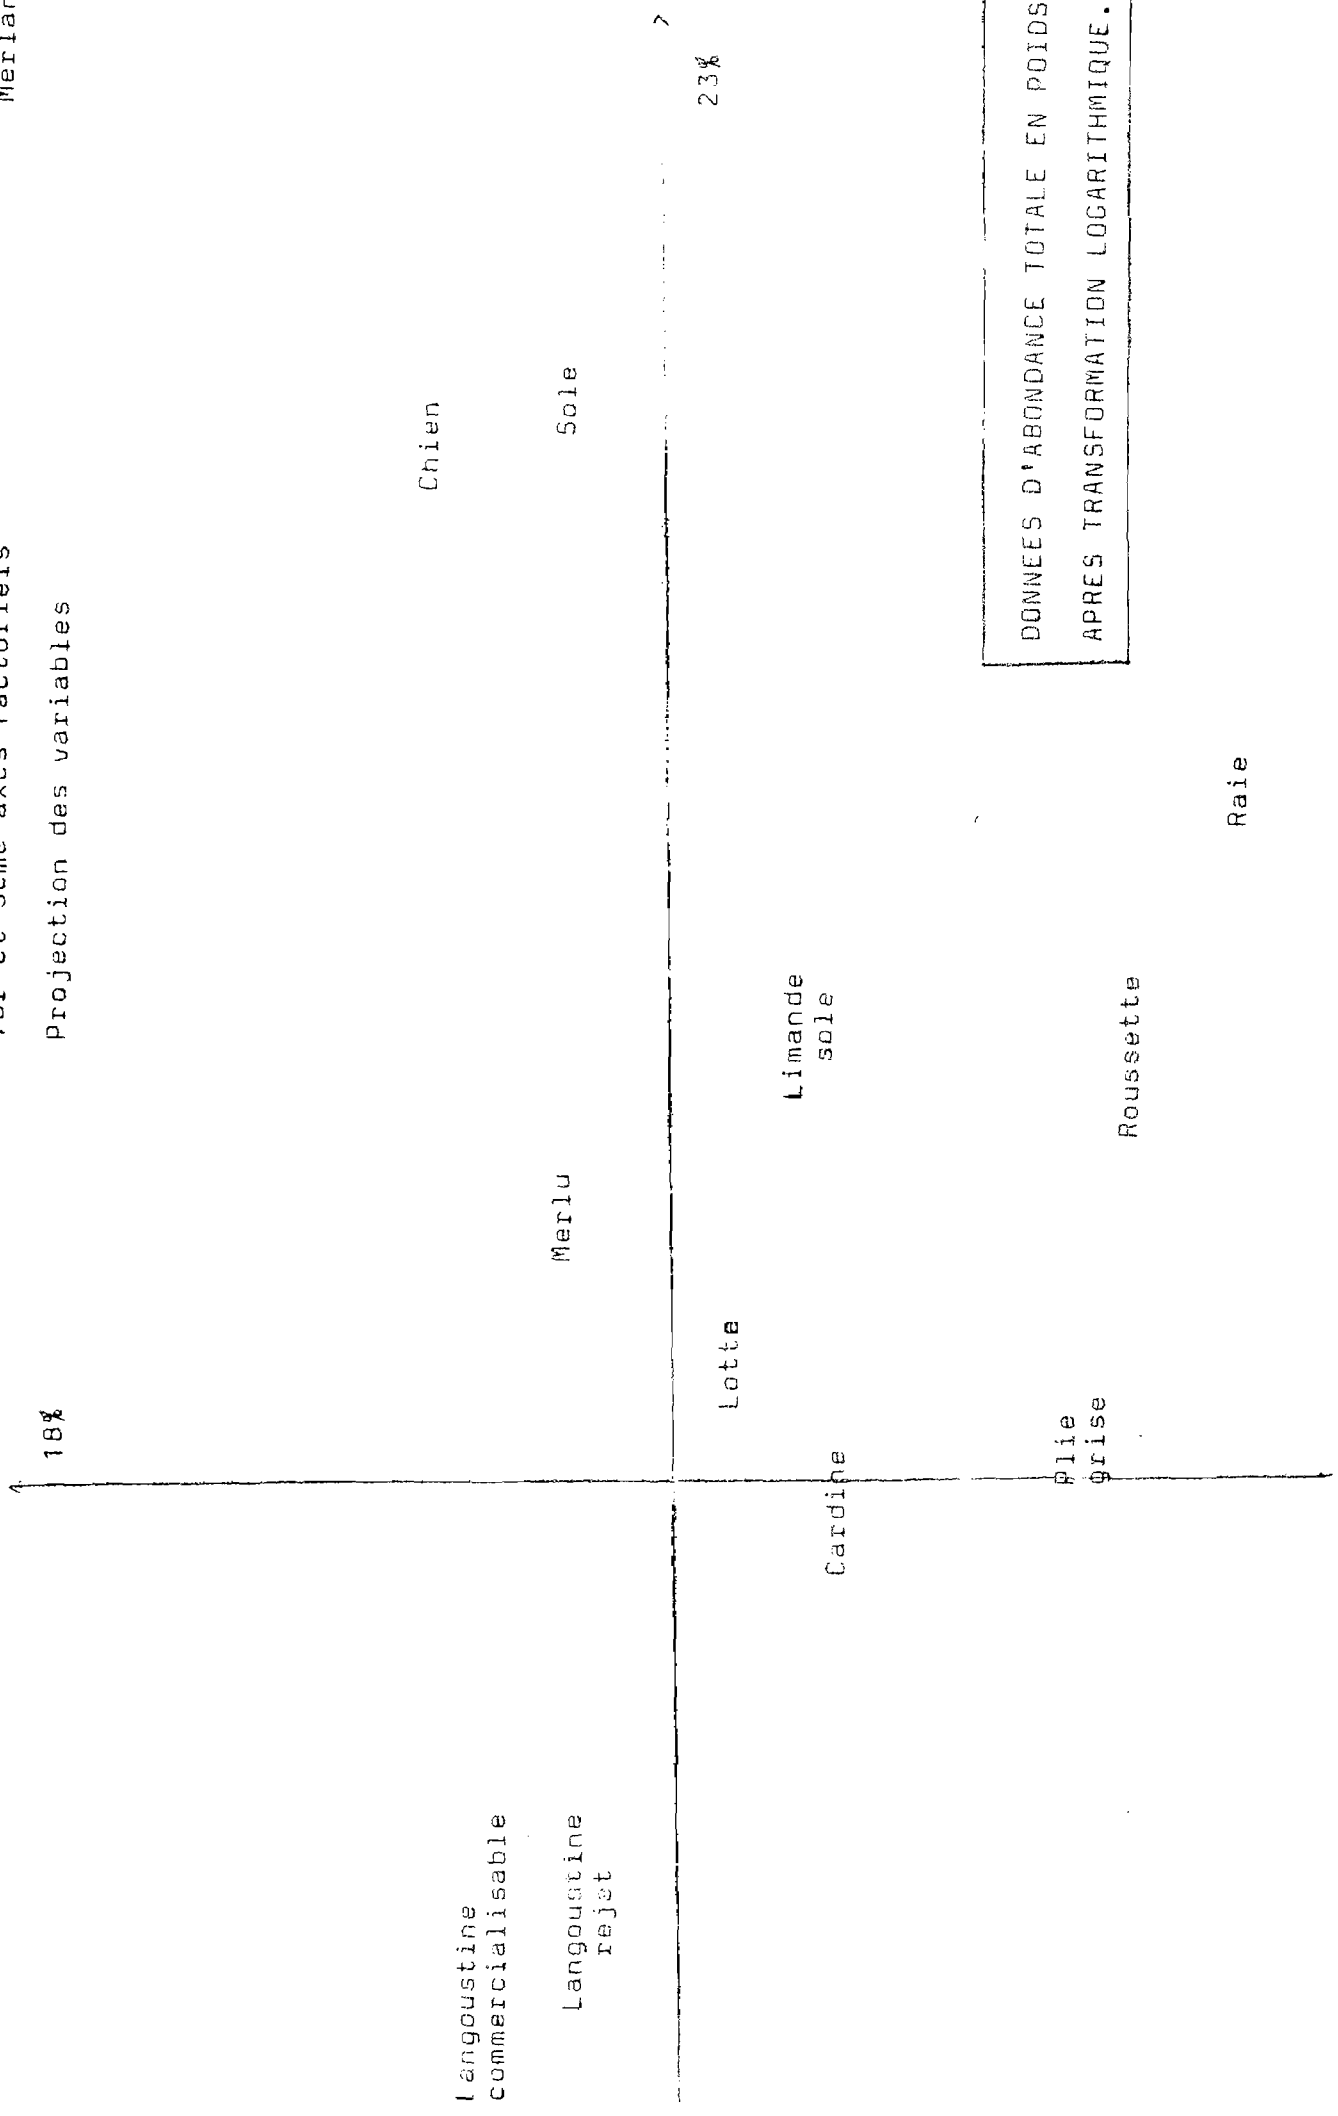 Projection des variables
18%
Merlan
Chien
Sole
23%
Langoustine
commercialisable
Langoustine
rejet
Merlu
Lotte
Limande
sole
Cardine
Plie
grise
Roussette
Raie
DONNEES D'ABONDANCE TOTALE EN POIDS
APRES TRANSFORMATION LOGARITHMIQUE.